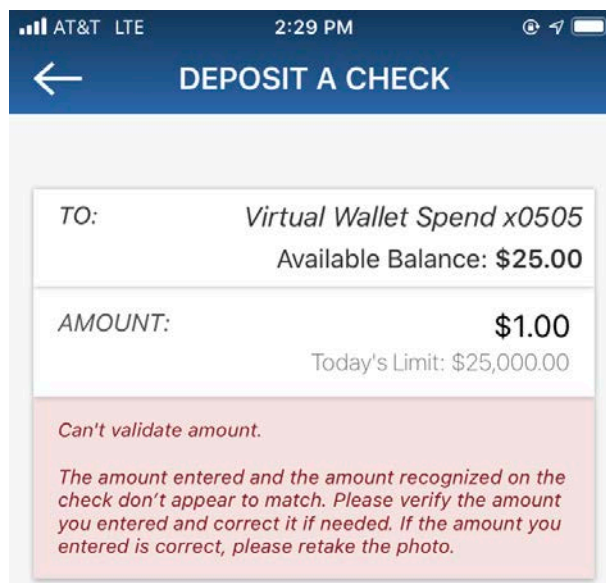 AT&T LTE 2:29 PM
DEPOSIT A CHECK
TO: Virtual Wallet Spend x0505
Available Balance: $25.00
AMOUNT: $1.00
Today's Limit: $25,000.00
Can't validate amount.
The amount entered and the amount recognized on the
check don't appear to match. Please verify the amount
you entered and correct it if needed. If the amount you
entered is correct, please retake the photo.